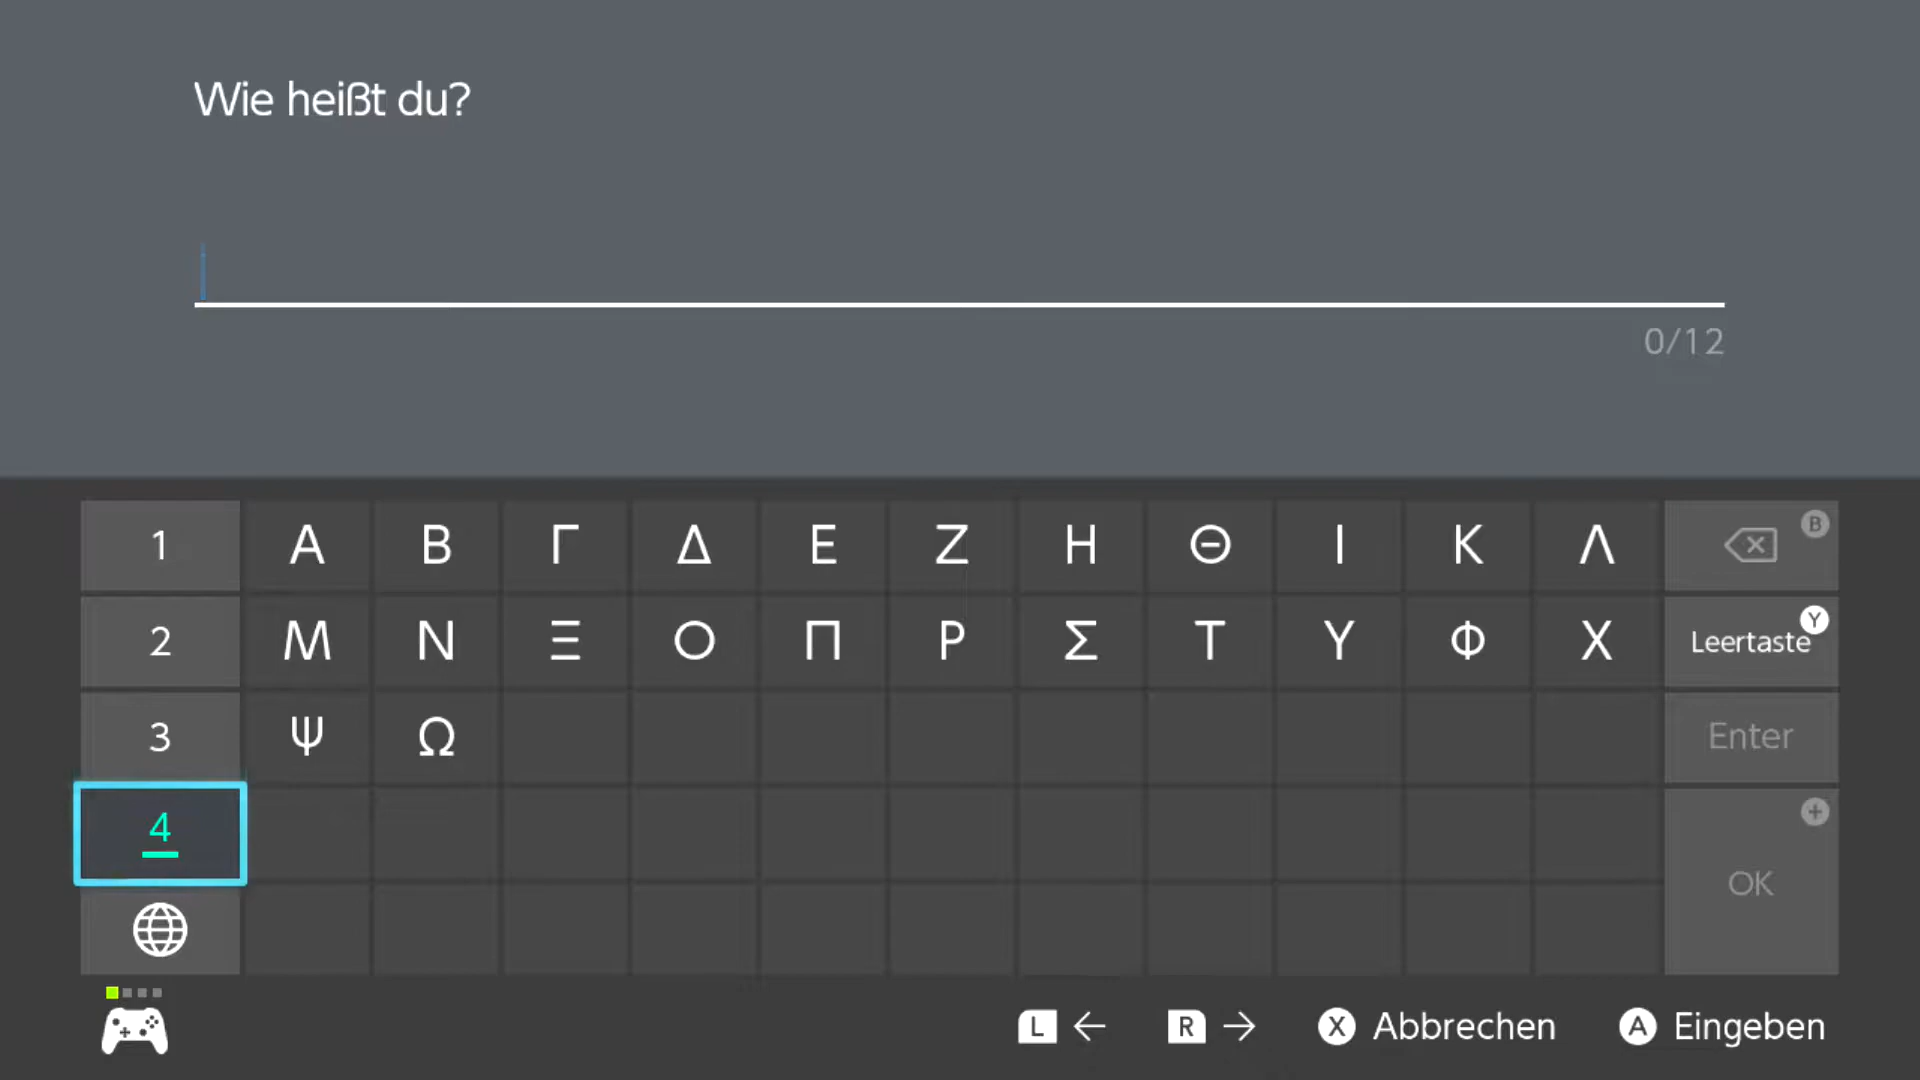 Wie heißt du?
0/12
1 Α Β Γ Δ Ε Ζ Η Θ Ι Κ Λ B
2 Μ Ν Ξ Ο Π Ρ Σ Τ Υ Φ Χ Leertaste Y
3 Ψ Ω Enter
4 +
OK
L ← R → X Abbrechen A Eingeben